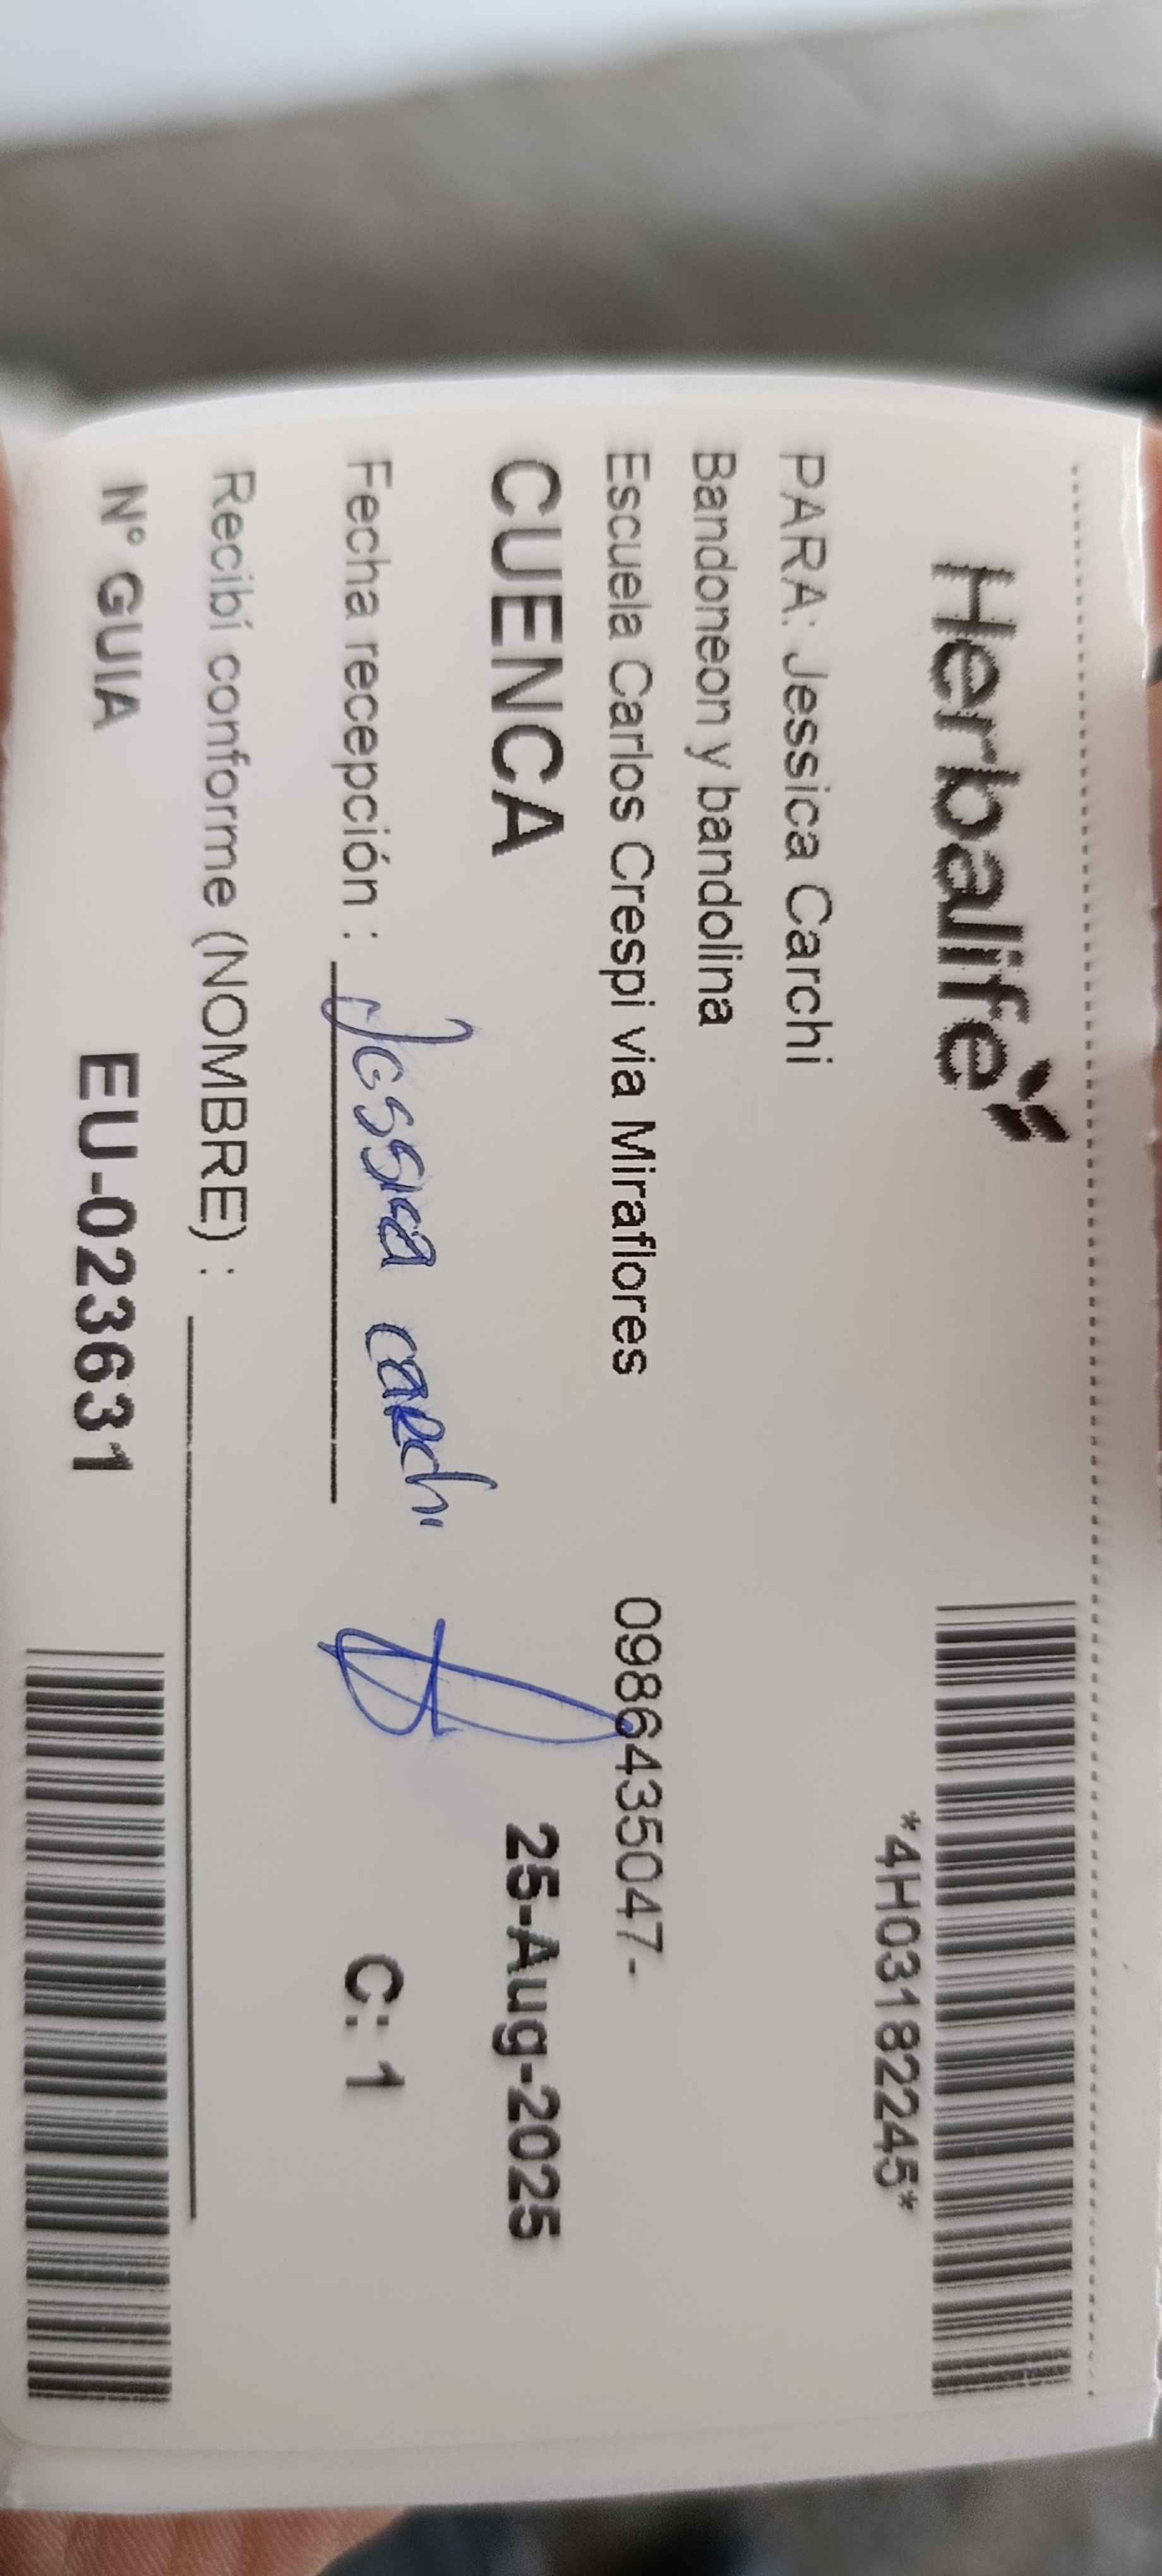 Herbalife
*4H03182245*
PARA: Jessica Carchi
Bandoneon y bandolina
Escuela Carlos Crespi via Miraflores 0986435047-
CUENCA 25-Aug-2025
Fecha recepción : Jessica carchi C: 1
Recibí conforme (NOMBRE) :
N° GUIA EU-023631